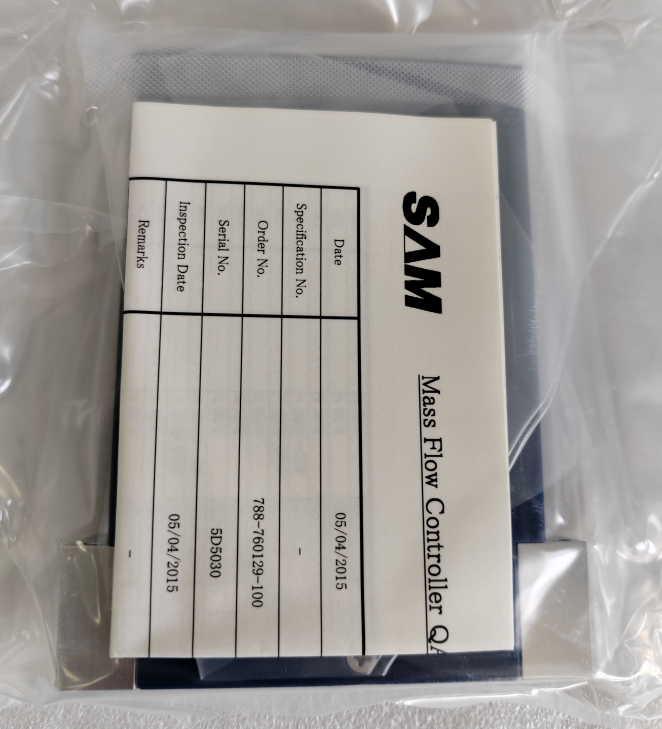 SAM
Mass Flow Controller QA
Date 05/04/2015
Specification No. -
Order No. 788-760129-100
Serial No. 5D5030
Inspection Date 05/04/2015
Remarks -